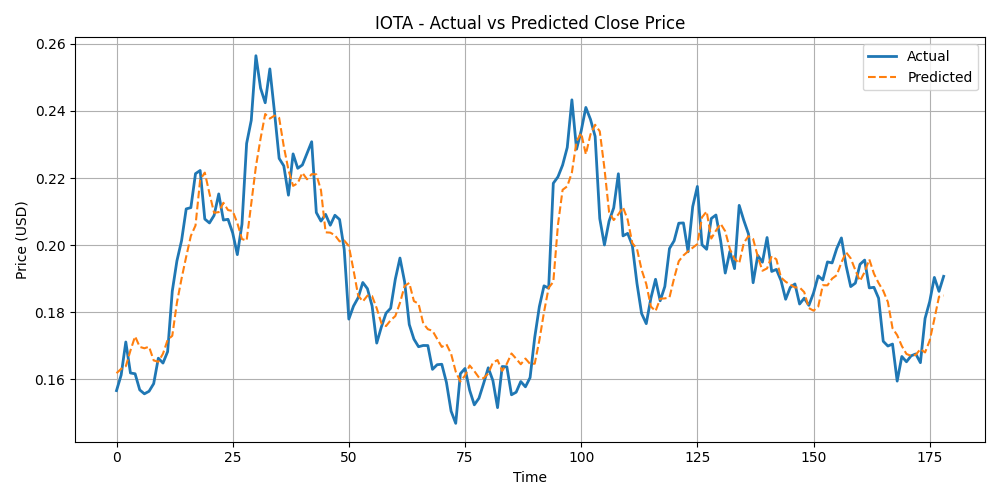 IOTA - Actual vs Predicted Close Price
Actual
Predicted
Price (USD)
0.26
0.24
0.22
0.20
0.18
0.16
0 25 50 75 100 125 150 175
Time